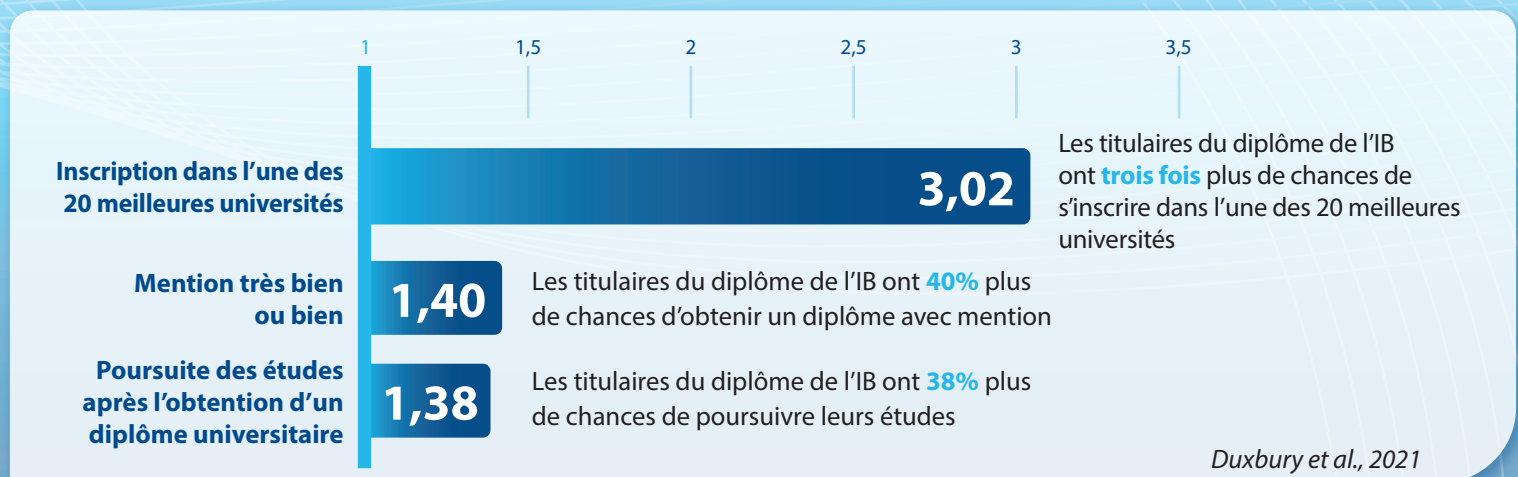 1 1,5 2 2,5 3 3,5
Inscription dans l’une des
20 meilleures universités
3,02
Les titulaires du diplôme de l’IB
ont trois fois plus de chances de
s’inscrire dans l’une des 20 meilleures
universités
Mention très bien
ou bien
1,40
Les titulaires du diplôme de l’IB ont 40% plus
de chances d’obtenir un diplôme avec mention
Poursuite des études
après l’obtention d’un
diplôme universitaire
1,38
Les titulaires du diplôme de l’IB ont 38% plus
de chances de poursuivre leurs études
Duxbury et al., 2021